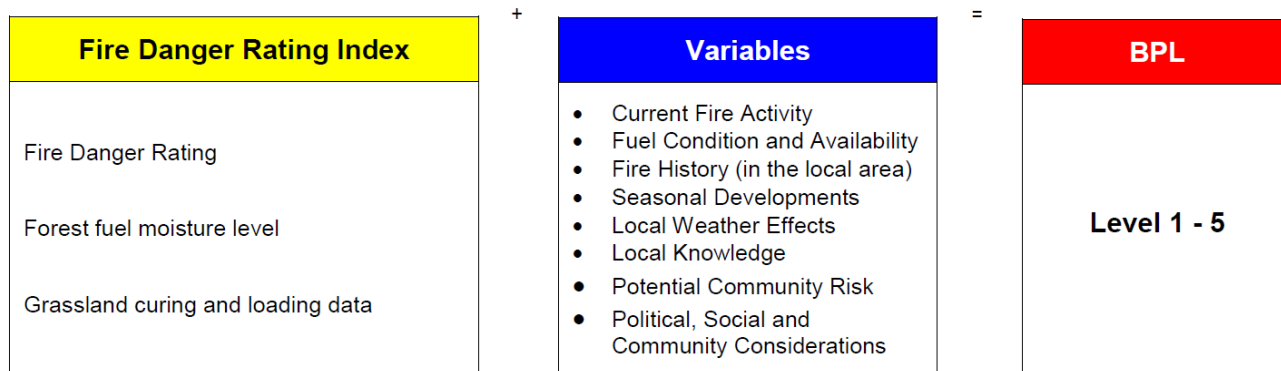 +
=
Fire Danger Rating Index
Fire Danger Rating
Forest fuel moisture level
Grassland curing and loading data
Variables
• Current Fire Activity
• Fuel Condition and Availability
• Fire History (in the local area)
• Seasonal Developments
• Local Weather Effects
• Local Knowledge
• Potential Community Risk
• Political, Social and
Community Considerations
BPL
Level 1 - 5